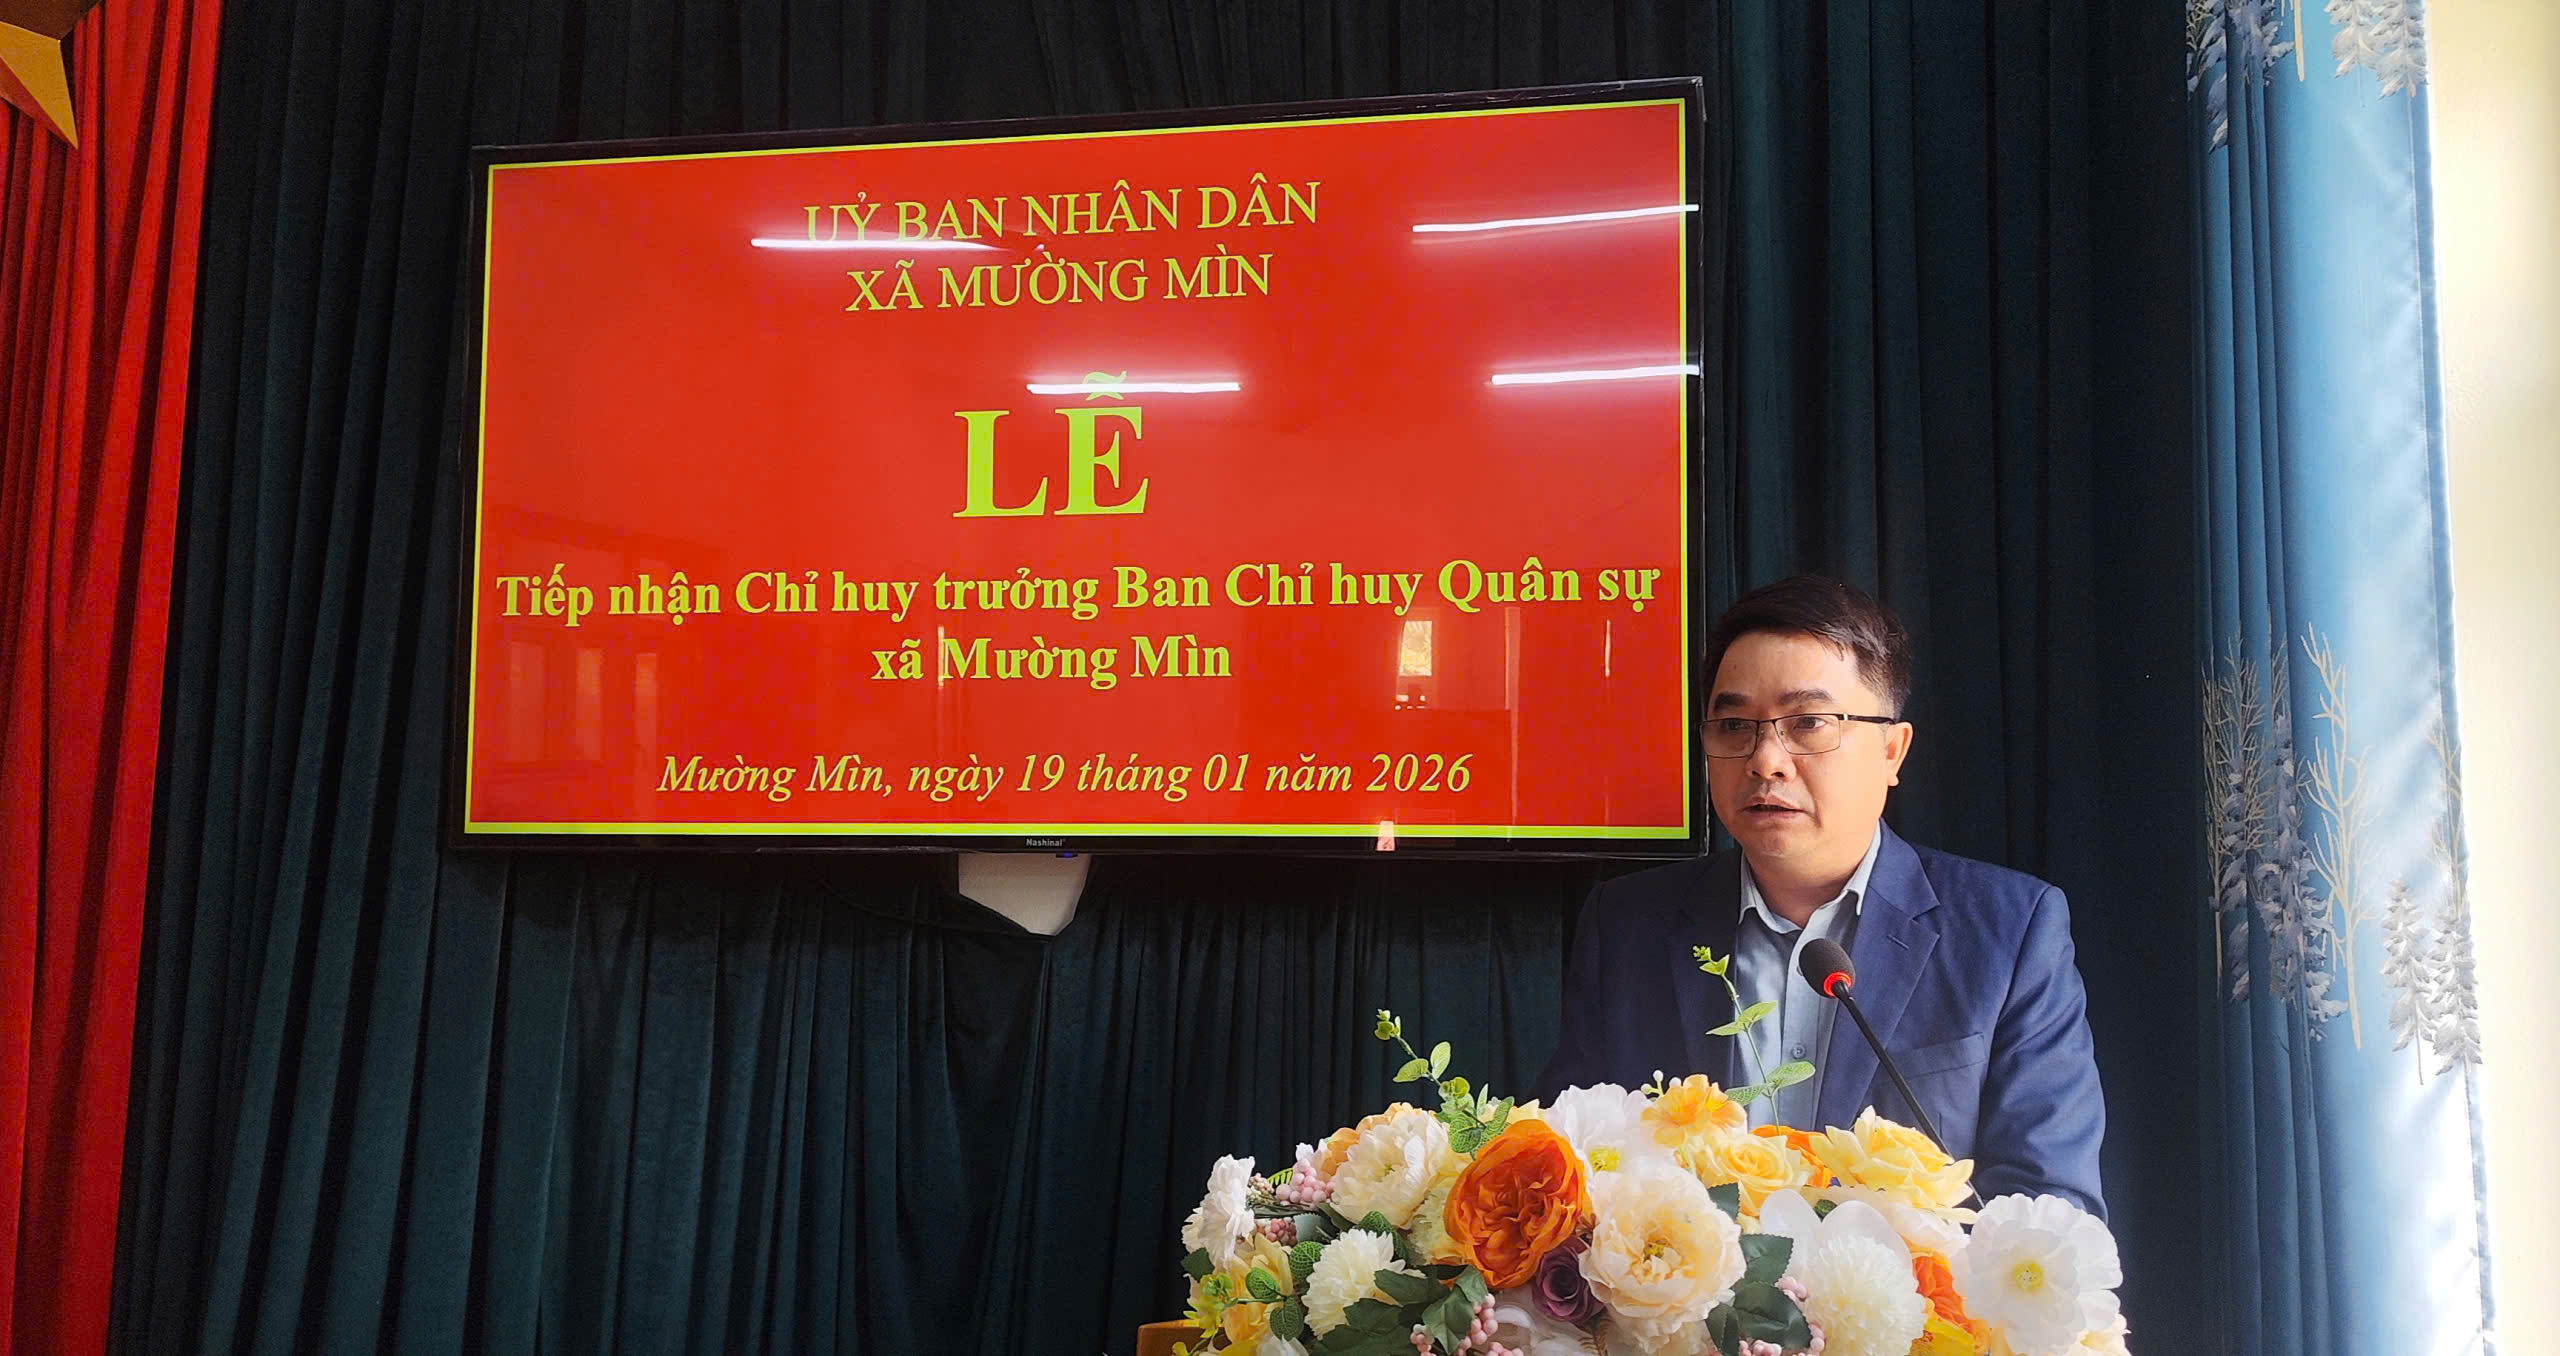 UỶ BAN NHÂN DÂN
XÃ MƯỜNG MÌN
LỄ
Tiếp nhận Chỉ huy trưởng Ban Chỉ huy Quân sự
xã Mường Mìn
Mường Mìn, ngày 19 tháng 01 năm 2026
Nashinal